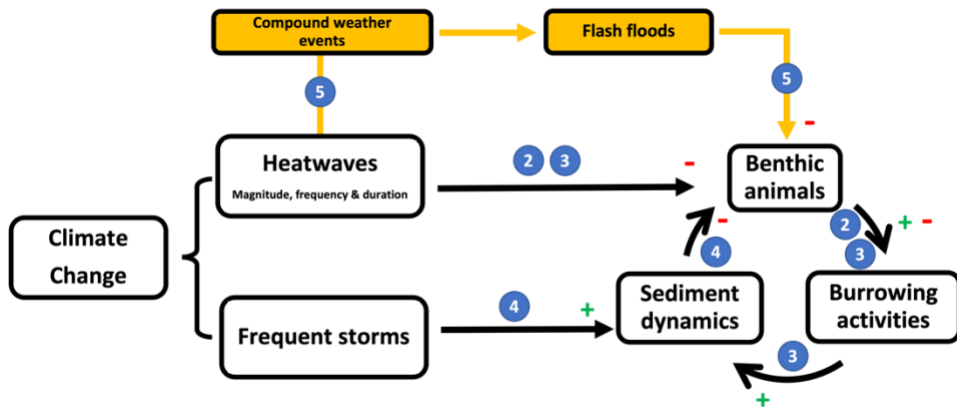 Compound weather
events
Flash floods
5
5
Heatwaves
Magnitude, frequency & duration
2 3
-
-
Benthic
animals
Climate
Change
2
+ -
3
-
4
Frequent storms
4
+
Sediment
dynamics
Burrowing
activities
3
+